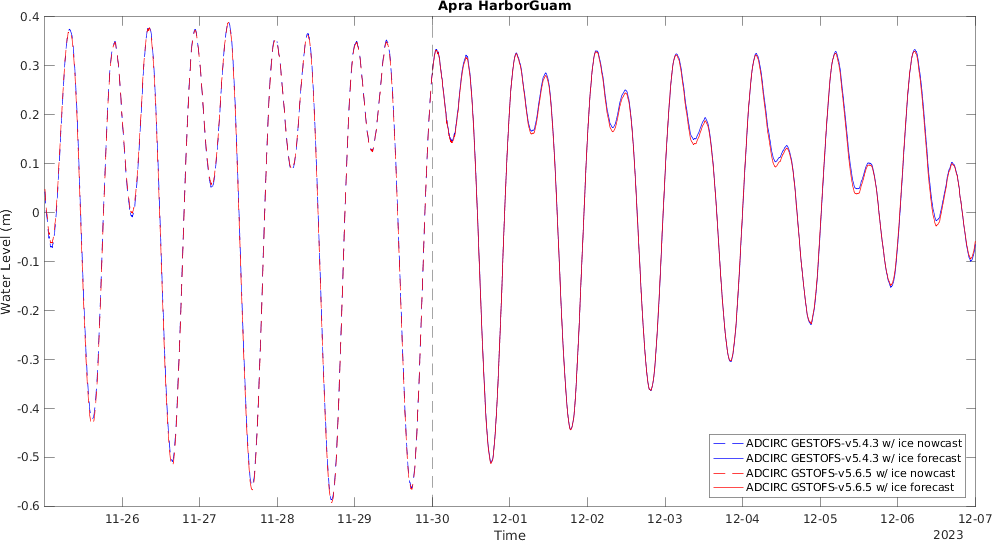 Apra HarborGuam
0.4
0.3
0.2
0.1
0
-0.1
-0.2
-0.3
-0.4
-0.5
-0.6
Water Level (m)
ADCIRC GESTOFS-v5.4.3 w/ ice nowcast
ADCIRC GESTOFS-v5.4.3 w/ ice forecast
ADCIRC GSTOFS-v5.6.5 w/ ice nowcast
ADCIRC GSTOFS-v5.6.5 w/ ice forecast
11-26 11-27 11-28 11-29 11-30 12-01 12-02 12-03 12-04 12-05 12-06 12-07
Time
2023